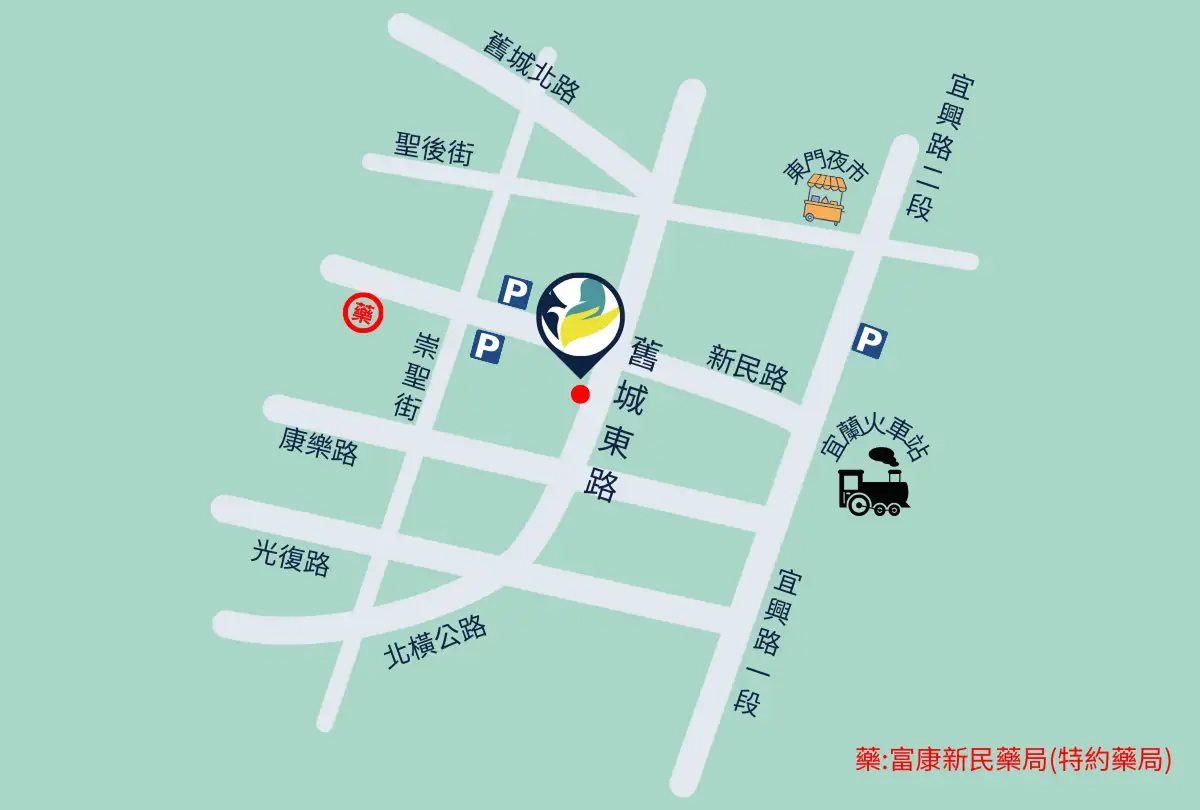 舊城北路
宜興路二段
聖後街
東門夜市
P
藥
P
崇聖街
舊城東路
新民路
P
宜蘭火車站
康樂路
光復路
宜興路一段
北橫公路
藥:富康新民藥局(特約藥局)